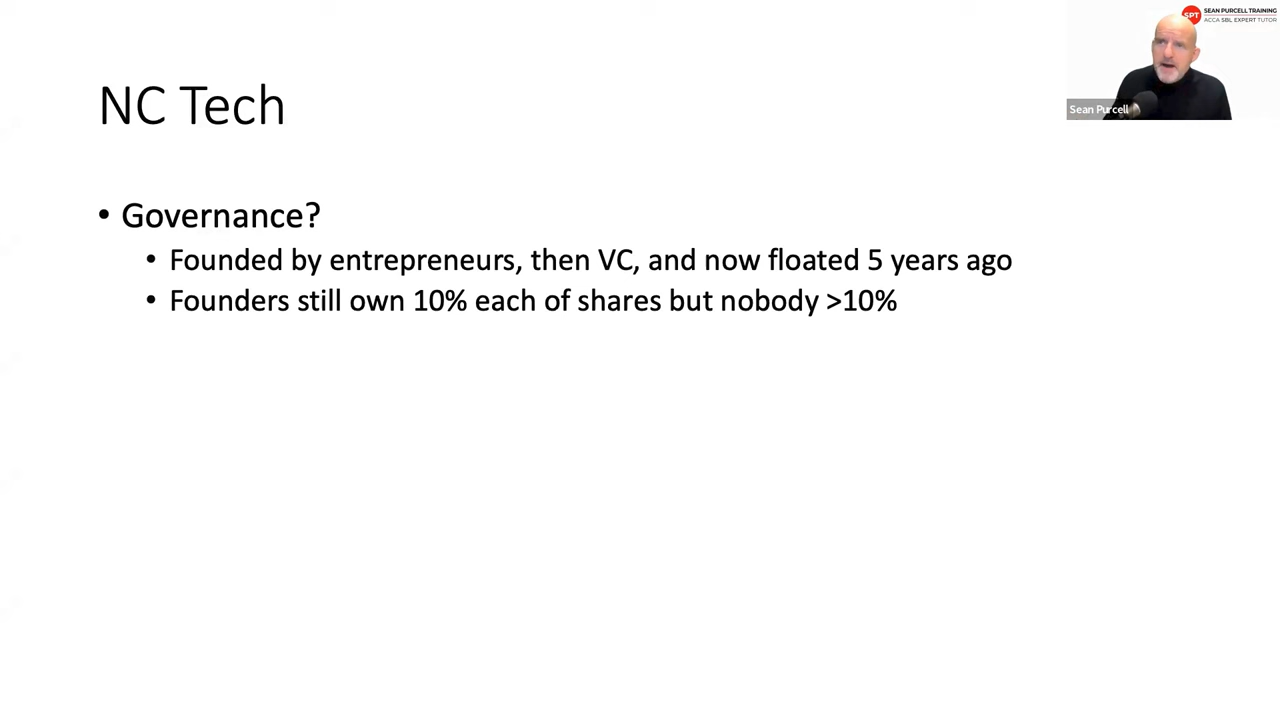 SPT
SEAN PURCELL TRAINING
ACCA SBL EXPERT TUTOR
Sean Purcell
NC Tech
• Governance?
• Founded by entrepreneurs, then VC, and now floated 5 years ago
• Founders still own 10% each of shares but nobody >10%